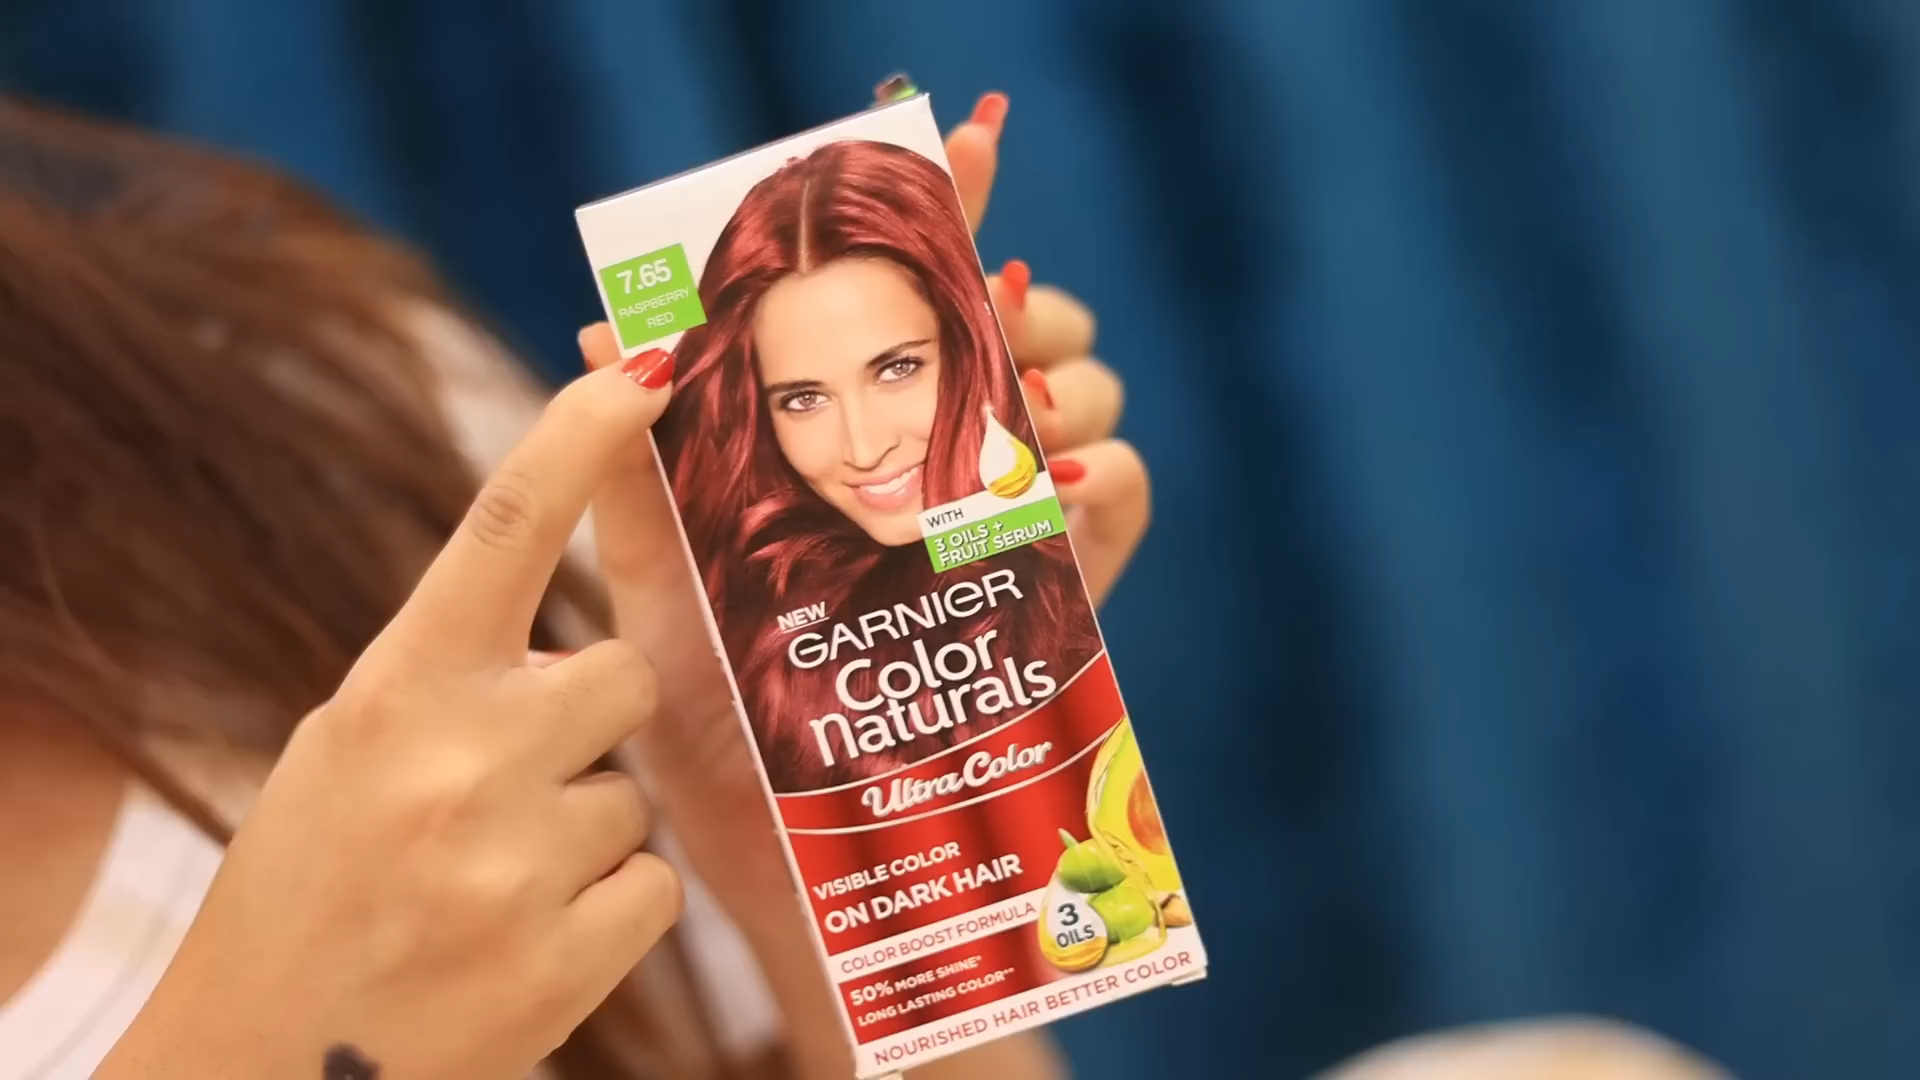 7.65
RASPBERRY
RED
WITH
3 OILS +
FRUIT SERUM
NEW
GARNIER
Color
naturals
Ultra Color
VISIBLE COLOR
ON DARK HAIR
COLOR BOOST FORMULA
3
OILS
50% MORE SHINE*
LONG LASTING COLOR**
NOURISHED HAIR BETTER COLOR